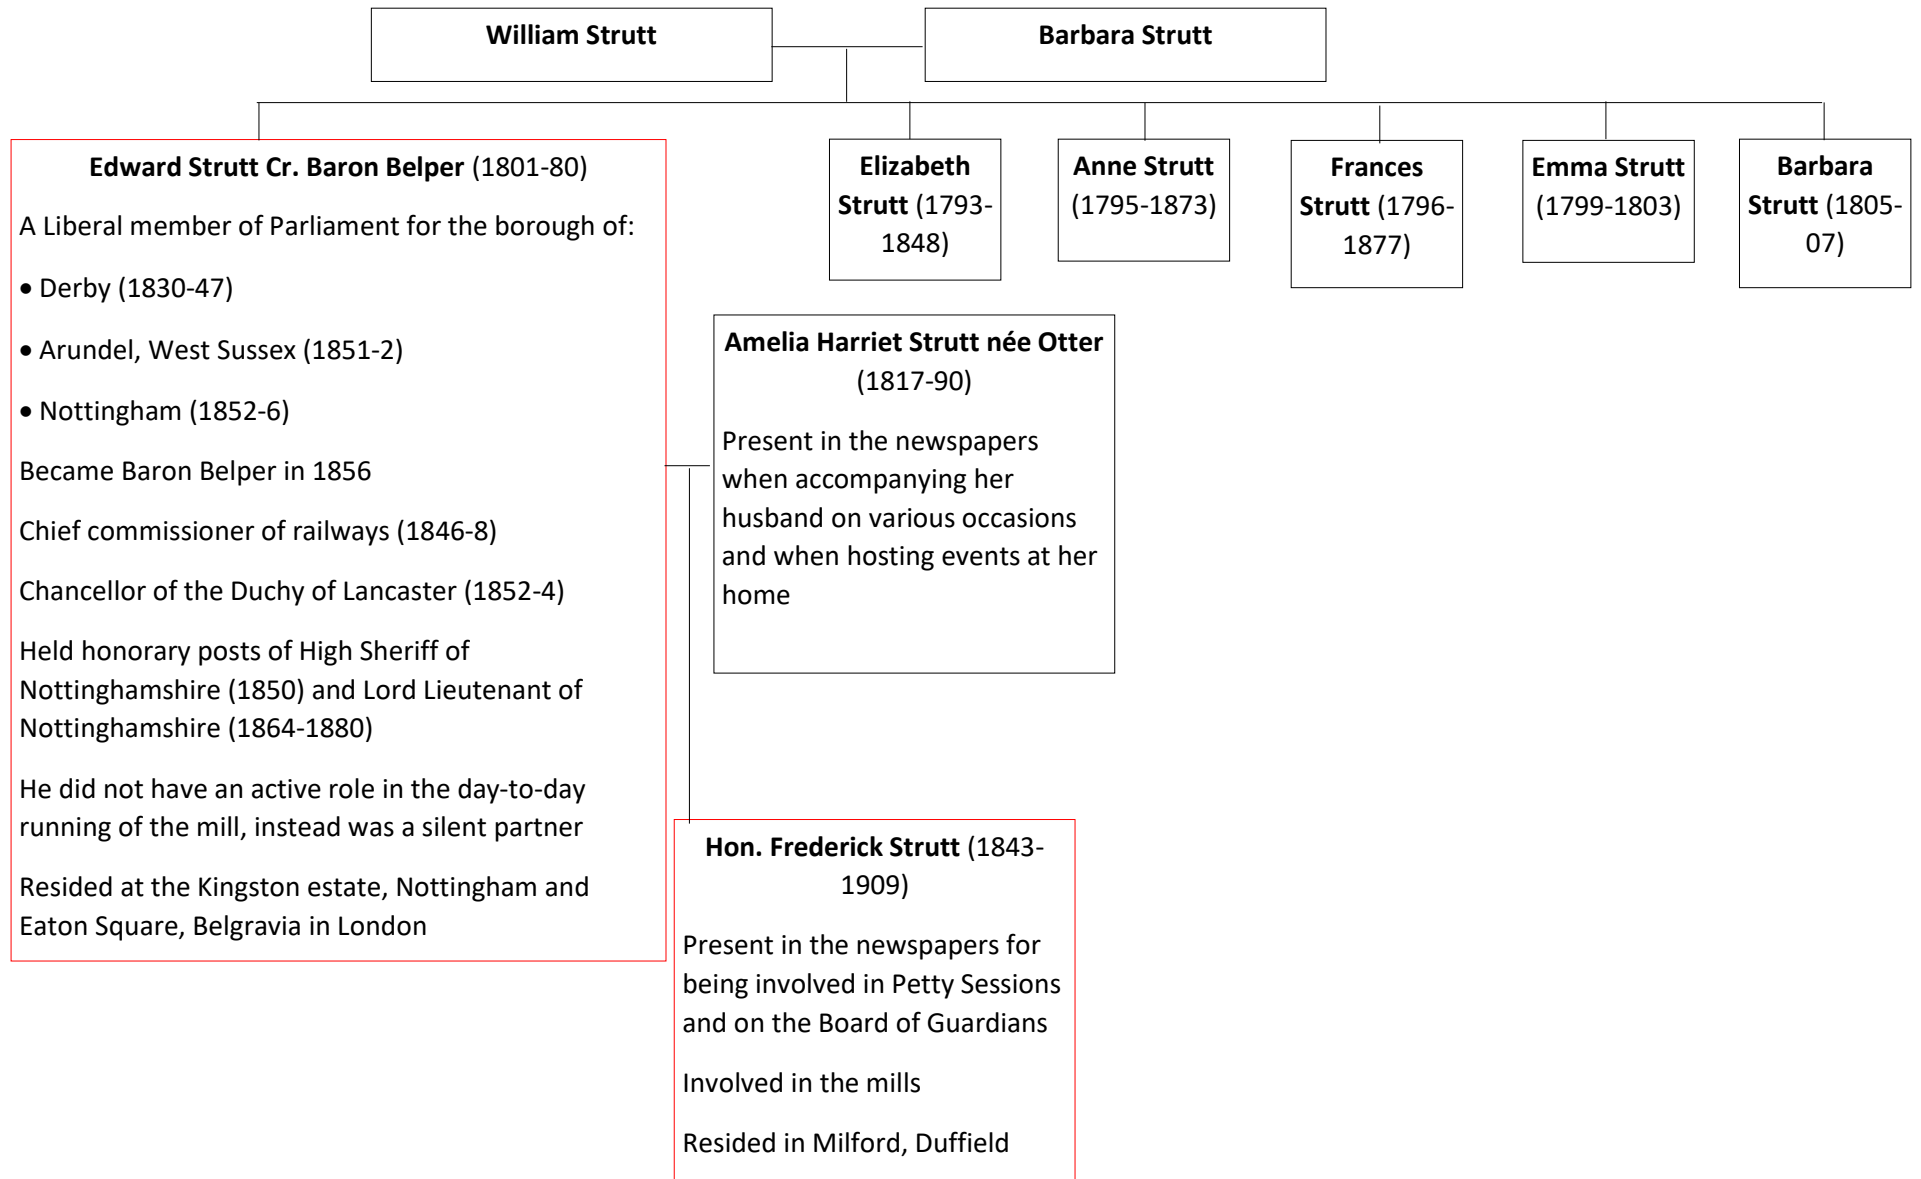 William Strutt
Barbara Strutt
Edward Strutt Cr. Baron Belper (1801-80)
A Liberal member of Parliament for the borough of:
• Derby (1830-47)
• Arundel, West Sussex (1851-2)
• Nottingham (1852-6)
Became Baron Belper in 1856
Chief commissioner of railways (1846-8)
Chancellor of the Duchy of Lancaster (1852-4)
Held honorary posts of High Sheriff of
Nottinghamshire (1850) and Lord Lieutenant of
Nottinghamshire (1864-1880)
He did not have an active role in the day-to-day
running of the mill, instead was a silent partner
Resided at the Kingston estate, Nottingham and
Eaton Square, Belgravia in London
Elizabeth
Strutt (1793-
1848)
Anne Strutt
(1795-1873)
Frances
Strutt (1796-
1877)
Emma Strutt
(1799-1803)
Barbara
Strutt (1805-
07)
Amelia Harriet Strutt née Otter
(1817-90)
Present in the newspapers
when accompanying her
husband on various occasions
and when hosting events at her
home
Hon. Frederick Strutt (1843-
1909)
Present in the newspapers for
being involved in Petty Sessions
and on the Board of Guardians
Involved in the mills
Resided in Milford, Duffield